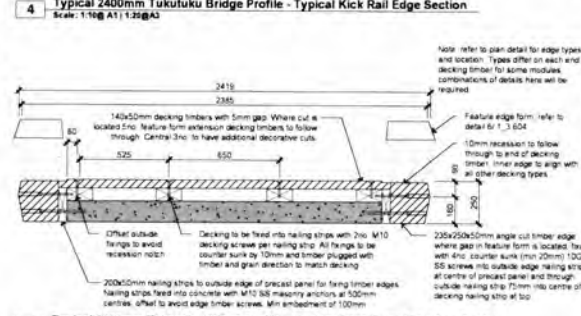 4 Typical 2400mm Tukutuku Bridge Profile - Typical Kick Rail Edge Section
Scale: 1:10@ A1 | 1:20@A3
Note: refer to plan detail for edge types
and location. Types differ on each end
decking timber for some modules
combinations of details here will be
required.
2419
2385
140x50mm decking timbers with 5mm gap. Where cut is
located 5no. feature form extension decking timbers to follow
through. Central 3no. to have additional decorative cuts.
Feature edge form, refer to
detail 6/
60
525
650
10mm recession to follow
through to end of decking
timber. Inner edge to align with
all other decking types
90
160
250
Offset outside
fixings to avoid
recession notch
Decking to be fixed into nailing strips with 2no. M10
decking screws per nailing strip. All fixings to be
counter sunk by 10mm and timber plugged with
timber and grain direction to match decking
235x250x50mm angle cut timber edge
where gap in feature form is located, fixed
with 4no. counter sunk (min 20mm) 10G
SS screws into outside edge nailing strip
at centre of precast panel and through
outside nailing strip 75mm into centre of
decking nailing strip at top
200x50mm nailing strips to outside edge of precast panel for fixing timber edges
Nailing strips fixed into concrete with M10 SS masonry anchors at 500mm
centres, offset to avoid edge timber screws. Min embedment of 100mm